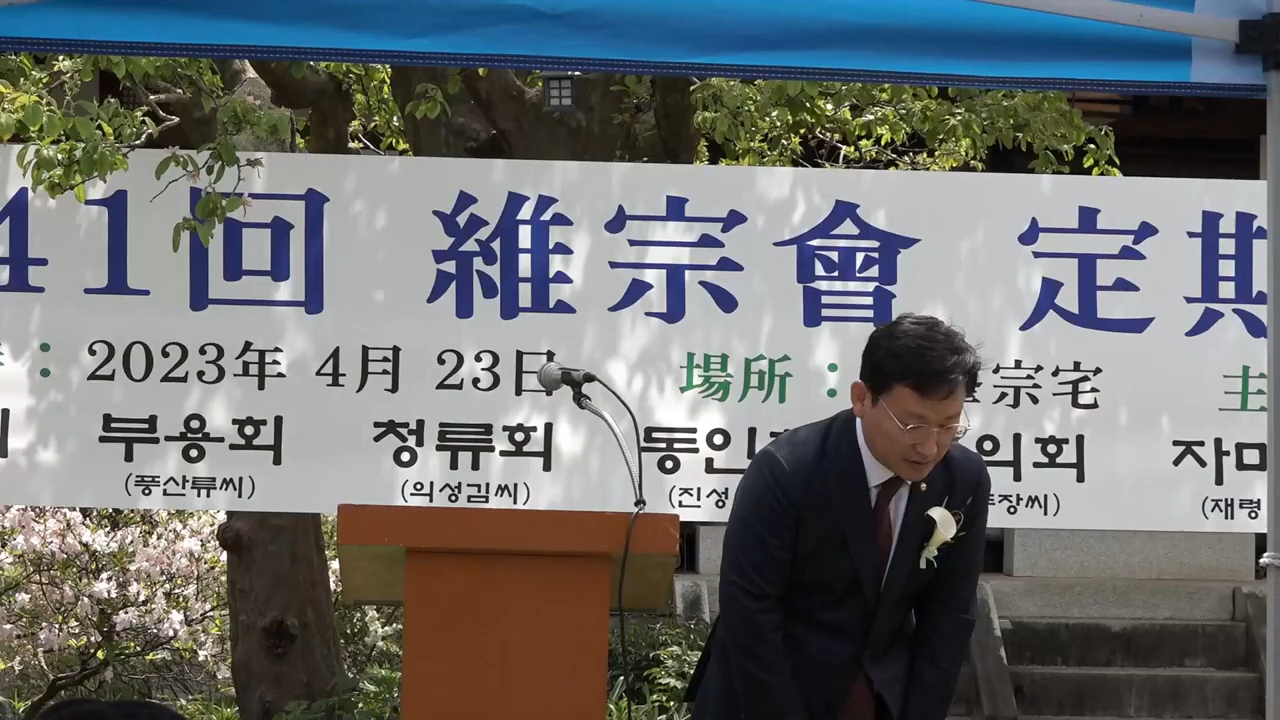 41回 維宗會 定期
: 2023年 4月 23日 場所 : 宗宅 主
부용회 청류회 동인 의회 자
(풍산류씨) (의성김씨) (진성 장씨) (재령